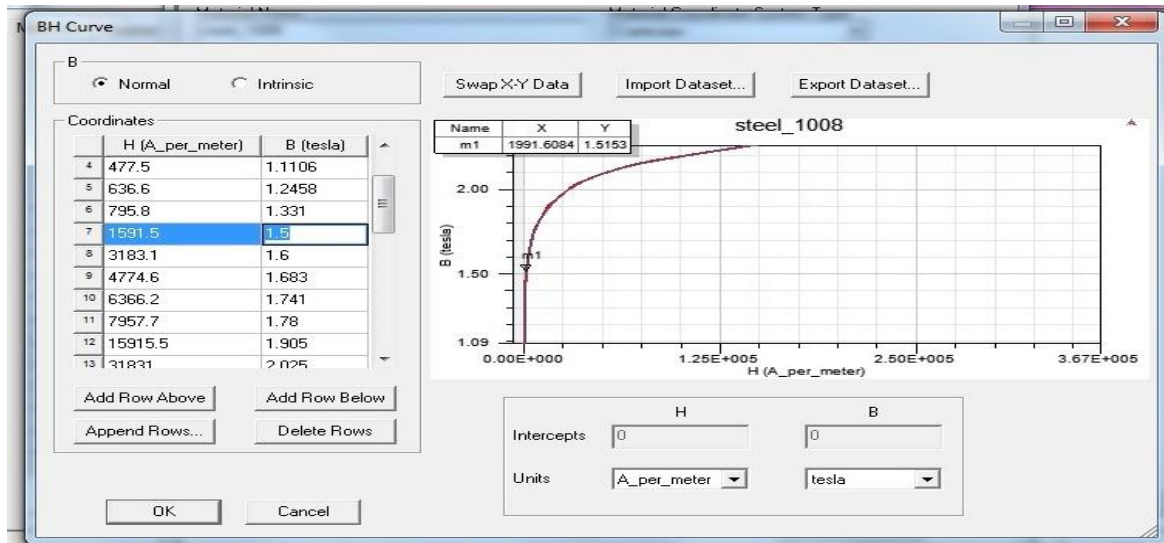 BH Curve
B
Normal
Intrinsic
Swap X-Y Data
Import Dataset...
Export Dataset...
Coordinates
H (A_per_meter) B (tesla)
4 477.5 1.1106
5 636.6 1.2458
6 795.8 1.331
7 1591.5 1.5
8 3183.1 1.6
9 4774.6 1.683
10 6366.2 1.741
11 7957.7 1.78
12 15915.5 1.905
13 31831 2.025
Name X Y
m1 1991.6084 1.5153
steel_1008
2.00
1.50
1.09
B (tesla)
m1
0.00E+000 1.25E+005 2.50E+005 3.67E+005
H (A_per_meter)
Add Row Above
Add Row Below
Append Rows...
Delete Rows
H B
Intercepts 0 0
Units A_per_meter tesla
OK
Cancel